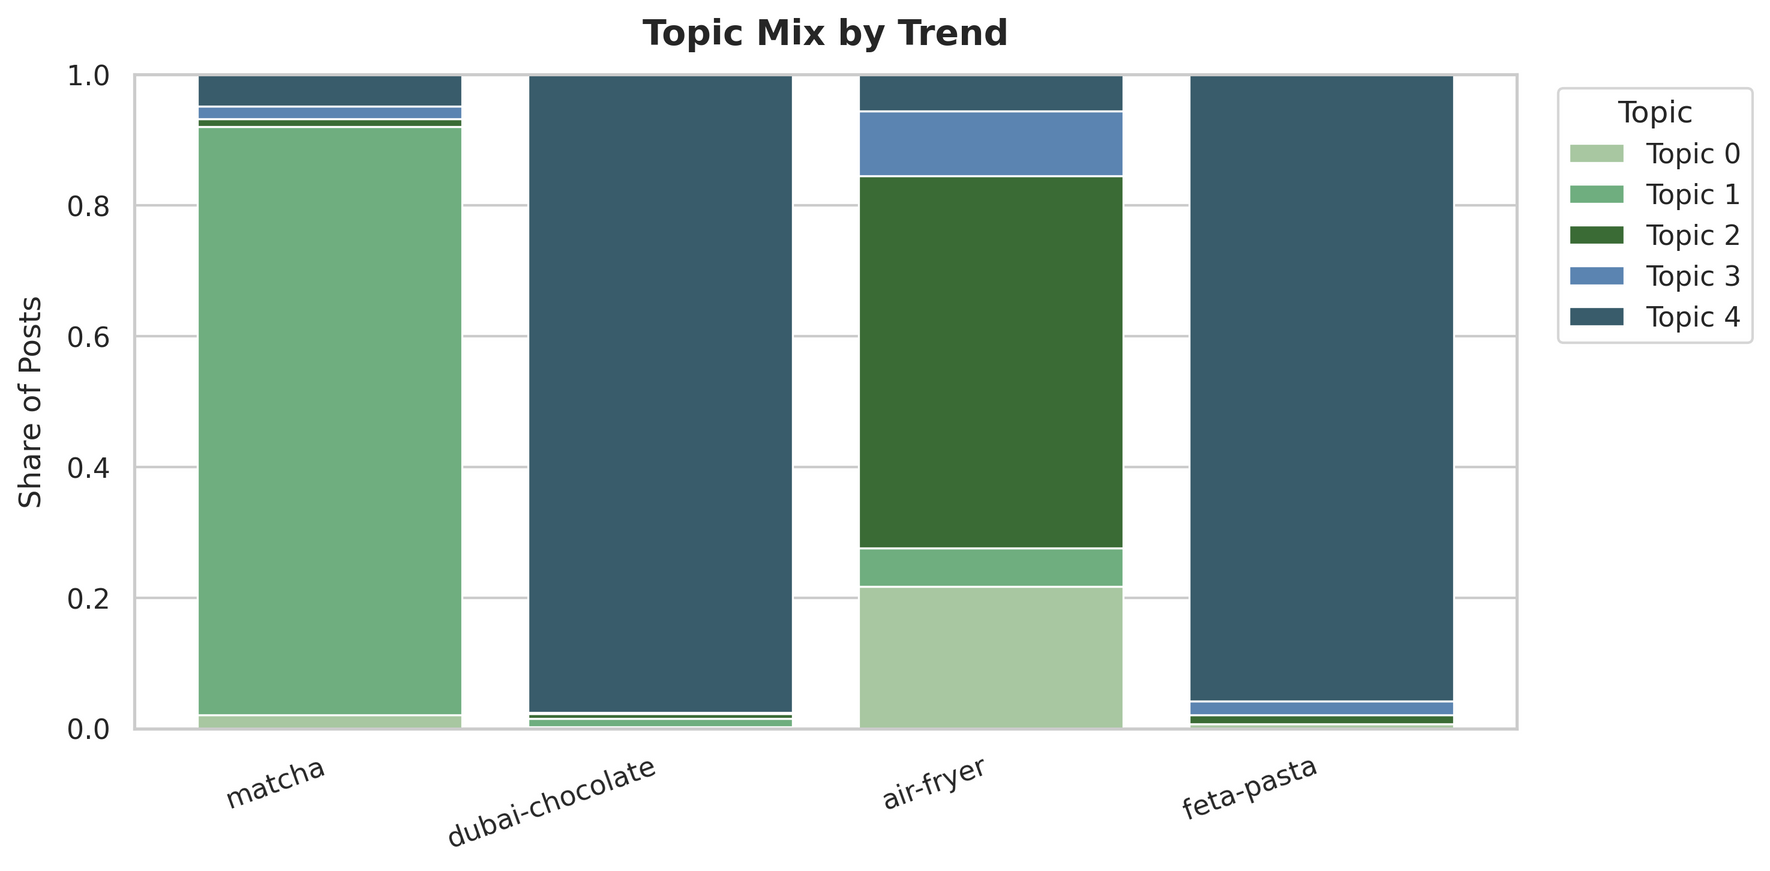 Topic Mix by Trend
Share of Posts
1.0
0.8
0.6
0.4
0.2
0.0
matcha
dubai-chocolate
air-fryer
feta-pasta
Topic
Topic 0
Topic 1
Topic 2
Topic 3
Topic 4